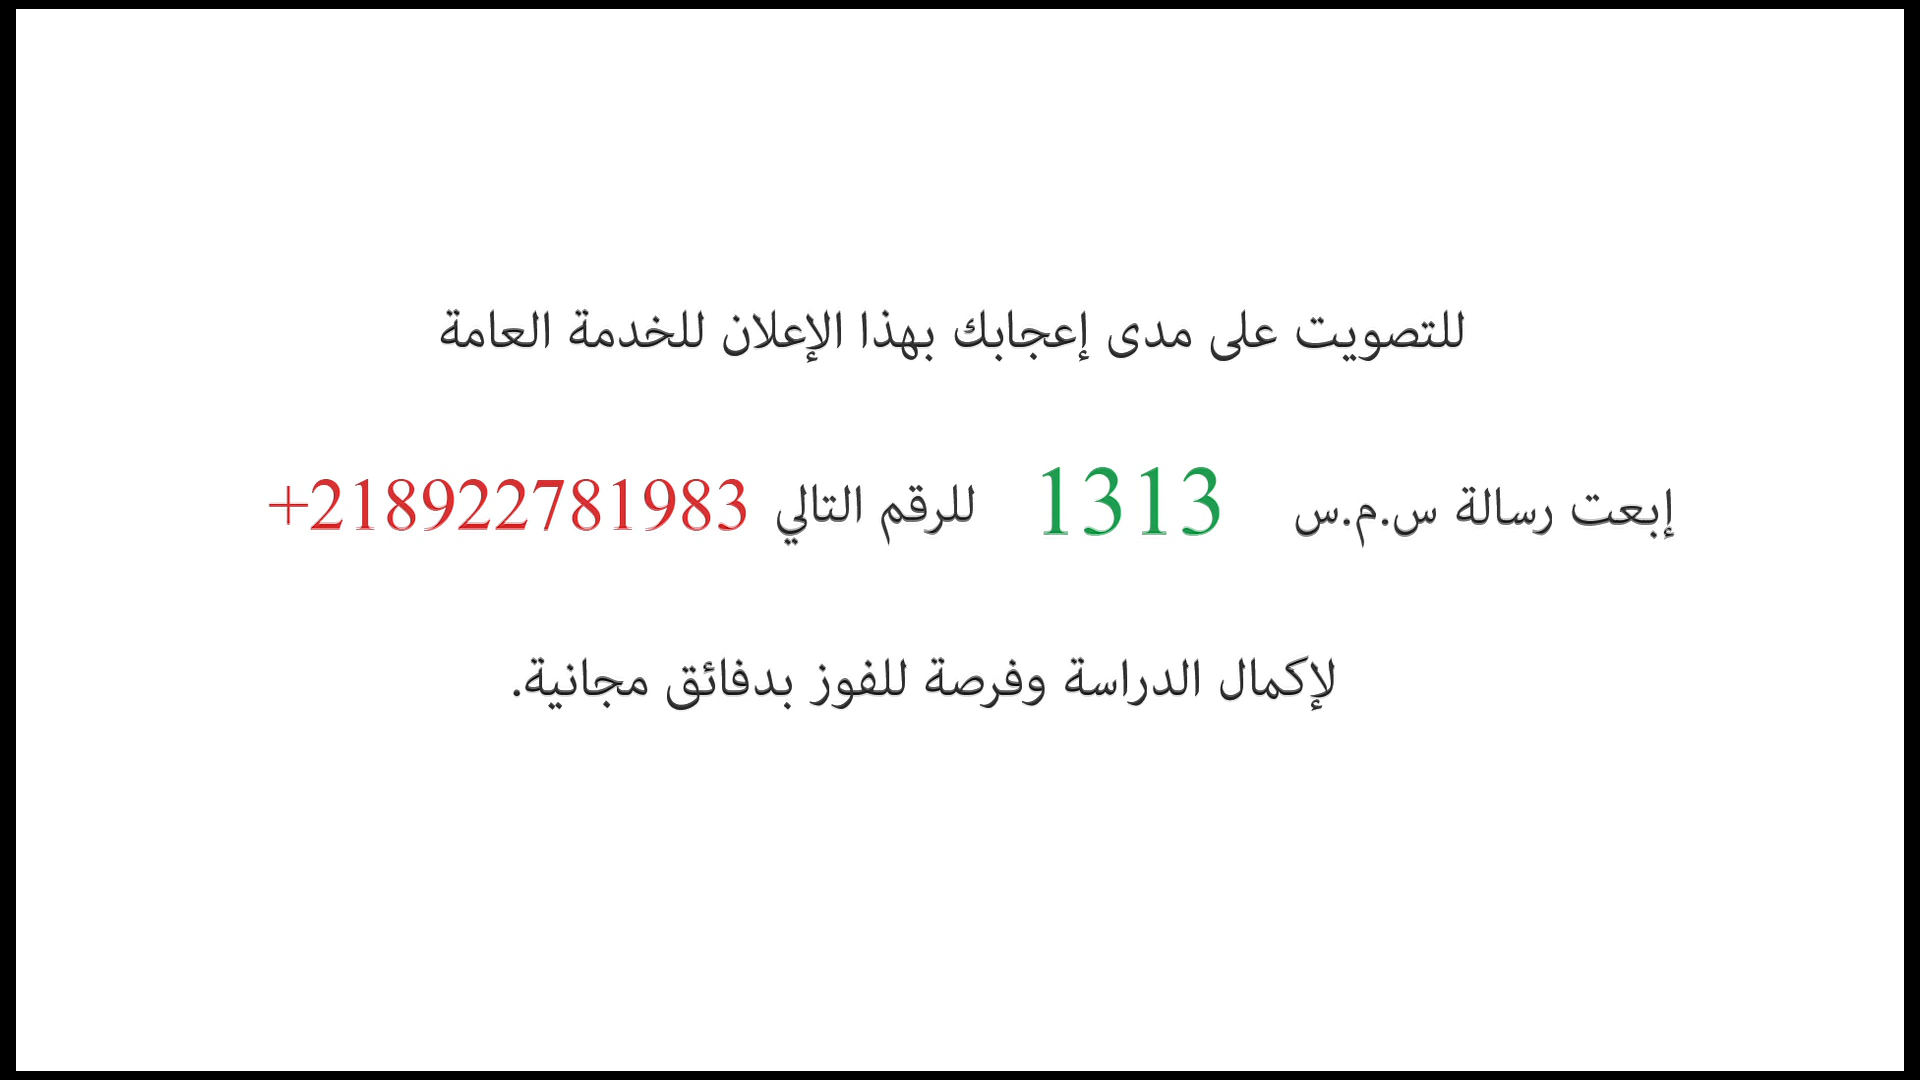 للتصويت على مدى إعجابك بهذا الإعلان للخدمة العامة
إبعت رسالة س.م.س 1313 للرقم التالي +218922781983
لإكمال الدراسة وفرصة للفوز بدفائق مجانية.